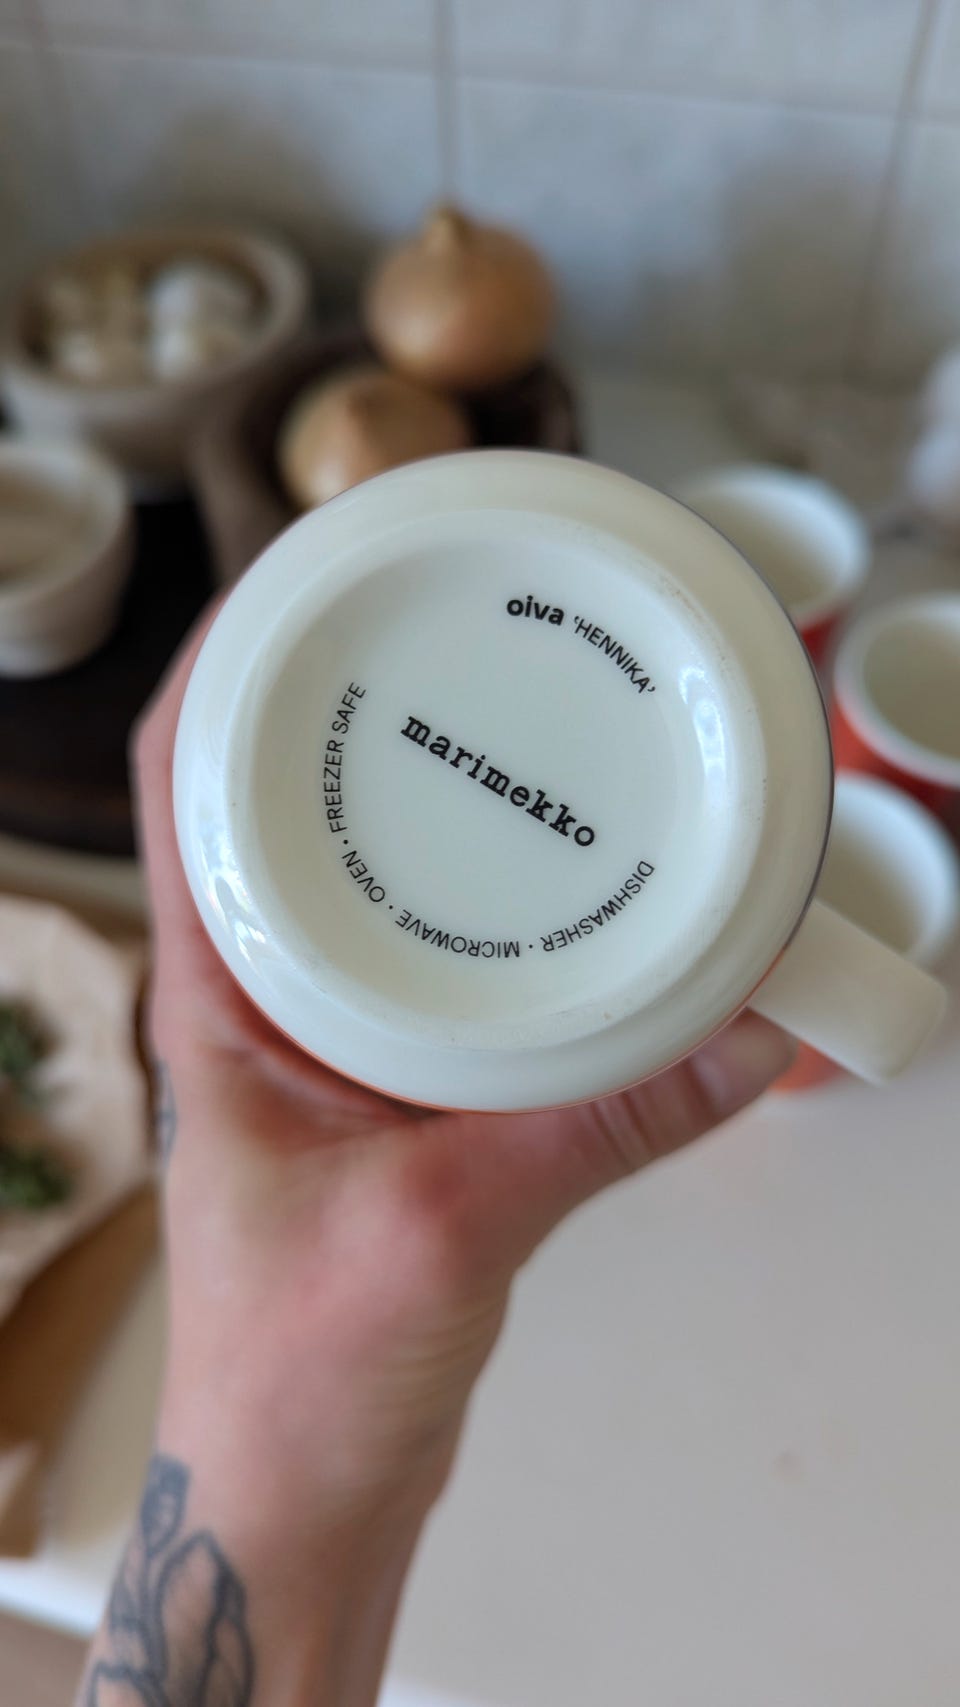 oiva ‘HENNIKA’
marimekko
DISHWASHER · MICROWAVE · OVEN · FREEZER SAFE